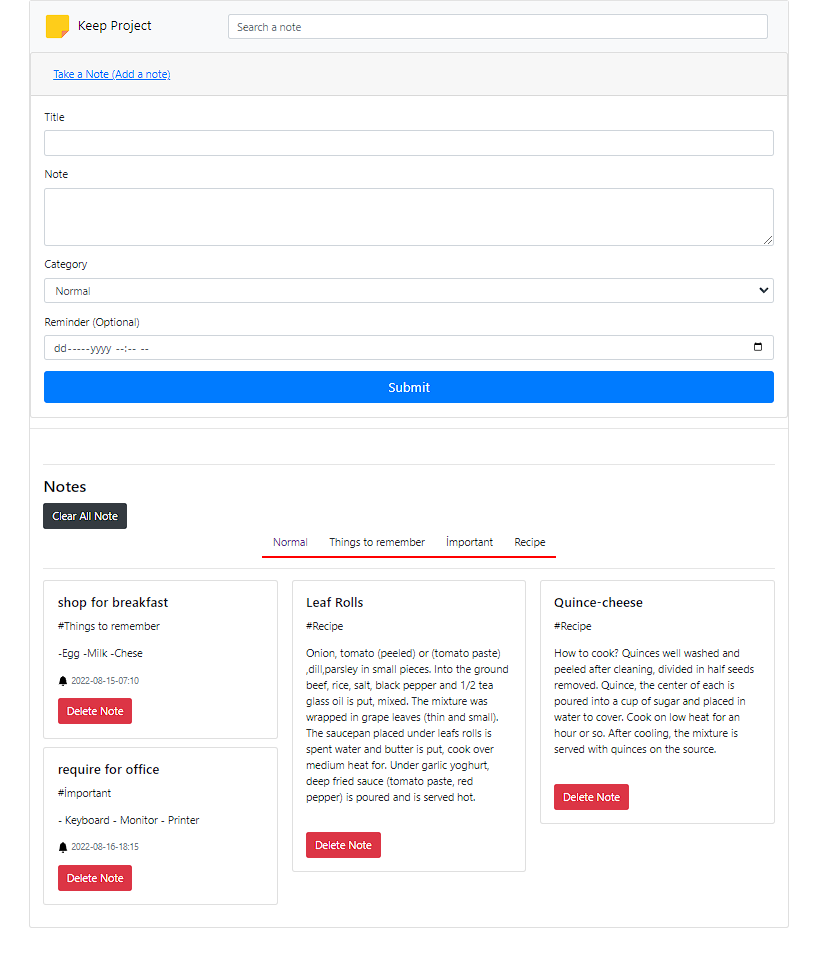 Keep Project
Search a note
Take a Note (Add a note)
Title
Note
Category
Normal
Reminder (Optional)
dd-----yyyy --:-- --
Submit
Notes
Clear All Note
Normal
Things to remember
İmportant
Recipe
shop for breakfast
#Things to remember
-Egg -Milk -Chese
2022-08-15-07:10
Delete Note
require for office
#İmportant
- Keyboard - Monitor - Printer
2022-08-16-18:15
Delete Note
Leaf Rolls
#Recipe
Onion, tomato (peeled) or (tomato paste)
,dill,parsley in small pieces. Into the ground
beef, rice, salt, black pepper and 1/2 tea
glass oil is put, mixed. The mixture was
wrapped in grape leaves (thin and small).
The saucepan placed under leafs rolls is
spent water and butter is put, cook over
medium heat for. Under garlic yoghurt,
deep fried sauce (tomato paste, red
pepper) is poured and is served hot.
Delete Note
Quince-cheese
#Recipe
How to cook? Quinces well washed and
peeled after cleaning, divided in half seeds
removed. Quince, the center of each is
poured into a cup of sugar and placed in
water to cover. Cook on low heat for an
hour or so. After cooling, the mixture is
served with quinces on the source.
Delete Note